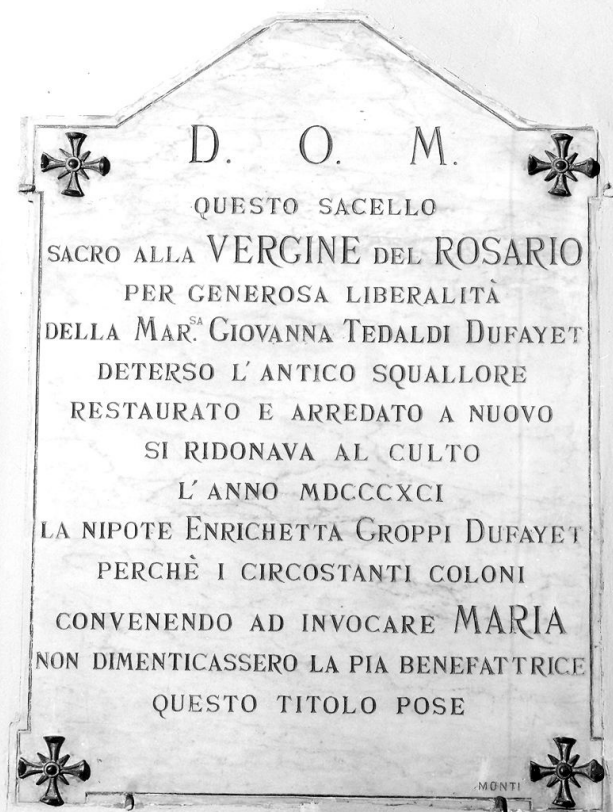 D. O. M.
QUESTO SACELLO
SACRO ALLA VERGINE DEL ROSARIO
PER GENEROSA LIBERALITÀ
DELLA MAR.SA GIOVANNA TEDALDI DUFAYET
DETERSO L'ANTICO SQUALLORE
RESTAURATO E ARREDATO A NUOVO
SI RIDONAVA AL CULTO
L'ANNO MDCCCXCI
LA NIPOTE ENRICHETTA GROPPI DUFAYET
PERCHÈ I CIRCOSTANTI COLONI
CONVENENDO AD INVOCARE MARIA
NON DIMENTICASSERO LA PIA BENEFATTRICE
QUESTO TITOLO POSE
MONTI